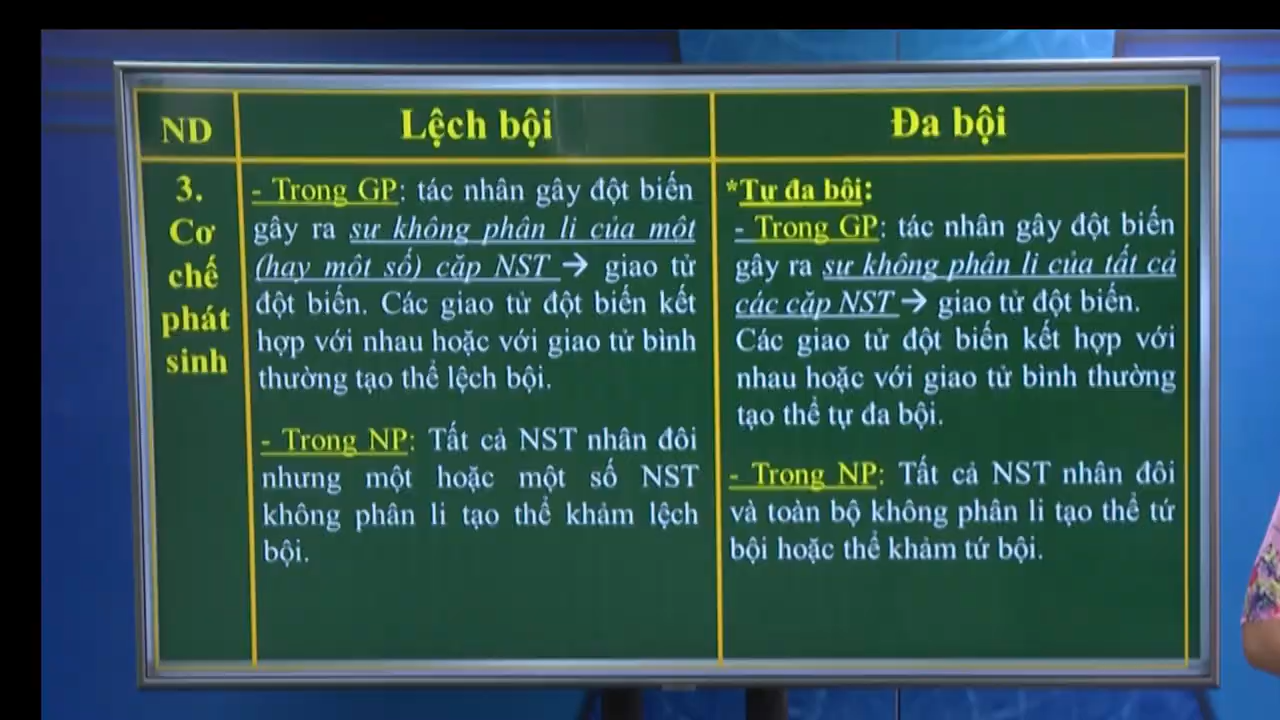 ND
Lệch bội
Đa bội
3.
Cơ
chế
phát
sinh
- Trong GP: tác nhân gây đột biến
gây ra sự không phân li của một
(hay một số) cặp NST → giao tử
đột biến. Các giao tử đột biến kết
hợp với nhau hoặc với giao tử bình
thường tạo thể lệch bội.
- Trong NP: Tất cả NST nhân đôi
nhưng một hoặc một số NST
không phân li tạo thể khảm lệch
bội.
*Tự đa bội:
- Trong GP: tác nhân gây đột biến
gây ra sự không phân li của tất cả
các cặp NST → giao tử đột biến.
Các giao tử đột biến kết hợp với
nhau hoặc với giao tử bình thường
tạo thể tự đa bội.
- Trong NP: Tất cả NST nhân đôi
và toàn bộ không phân li tạo thể tứ
bội hoặc thể khảm tứ bội.